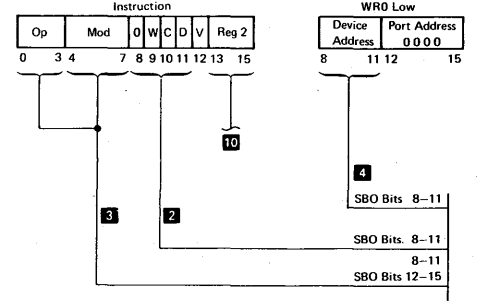 Instruction
WR0 Low
Op Mod 0 W C D V Reg 2
Device Address
Port Address 0000
0 3 4 7 8 9 10 11 12 13 15
8 11 12 15
10
4
SBO Bits 8–11
3
2
SBO Bits. 8–11
8–11
SBO Bits 12–15